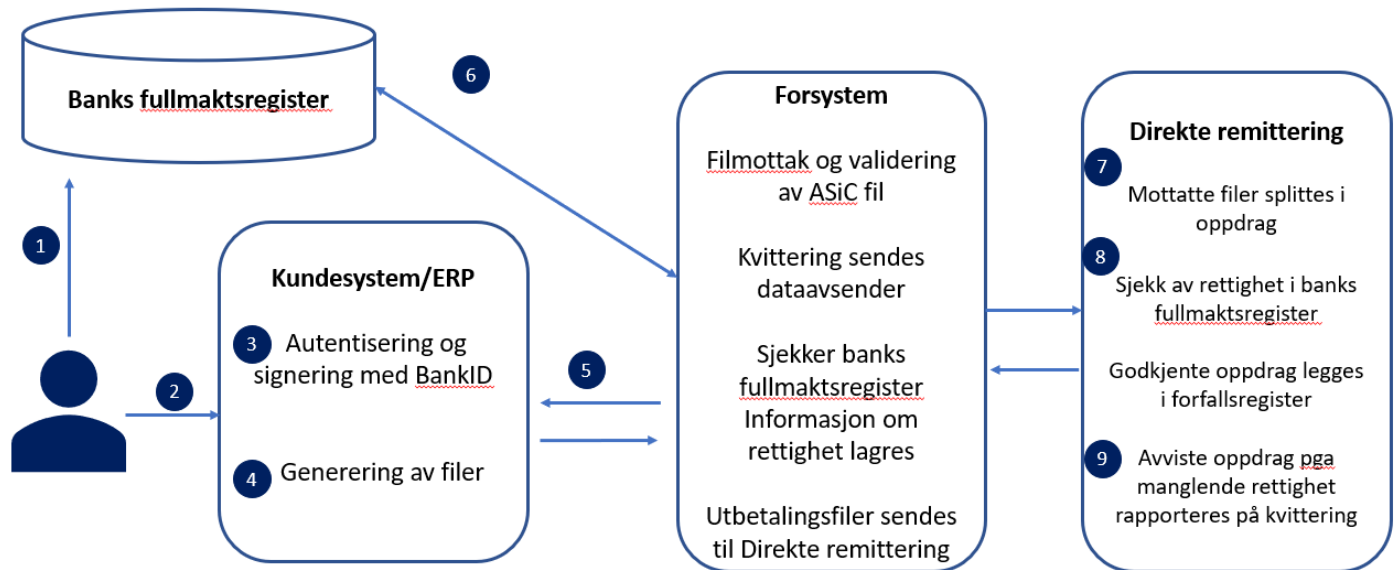 Banks fullmaktsregister
6
1
Kundesystem/ERP
2
3
Autentisering og
signering med BankID
4
Generering av filer
5
Forsystem
Filmottak og validering
av ASiC fil
Kvittering sendes
dataavsender
Sjekker banks
fullmaktsregister
Informasjon om
rettighet lagres
Utbetalingsfiler sendes
til Direkte remittering
Direkte remittering
7
Mottatte filer splittes i
oppdrag
8
Sjekk av rettighet i banks
fullmaktsregister
Godkjente oppdrag legges
i forfallsregister
9
Avviste oppdrag pga
manglende rettighet
rapporteres på kvittering